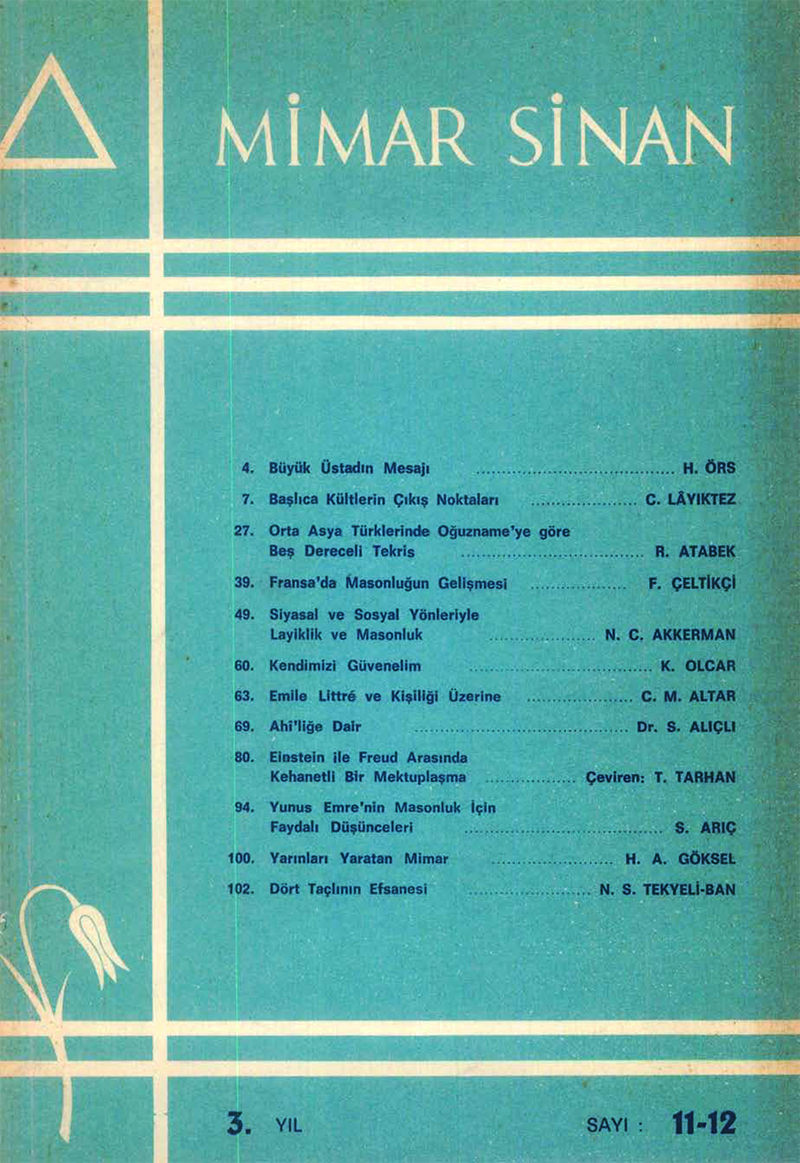 MİMAR SİNAN
4. Büyük Üstadın Mesajı .................................... H. ÖRS
7. Başlıca Kültlerin Çıkış Noktaları ................... C. LÂYIKTEZ
27. Orta Asya Türklerinde Oğuzname'ye göre
Beş Dereceli Tekris ................................. R. ATABEK
39. Fransa'da Masonluğun Gelişmesi .................. F. ÇELTİKÇİ
49. Siyasal ve Sosyal Yönleriyle
Layiklik ve Masonluk ..................... N. C. AKKERMAN
60. Kendimizi Güvenelim ................................. K. OLCAR
63. Emile Littré ve Kişiliği Üzerine ..................... C. M. ALTAR
69. Ahi'liğe Dair .......................................... Dr. S. ALIÇLI
80. Einstein ile Freud Arasında
Kehanetli Bir Mektuplaşma .................. Çeviren: T. TARHAN
94. Yunus Emre'nin Masonluk İçin
Faydalı Düşünceleri ...................................... S. ARIÇ
100. Yarınları Yaratan Mimar ........................ H. A. GÖKSEL
102. Dört Taçlının Efsanesi ........................ N. S. TEKYELİ-BAN
3. YIL SAYI : 11-12